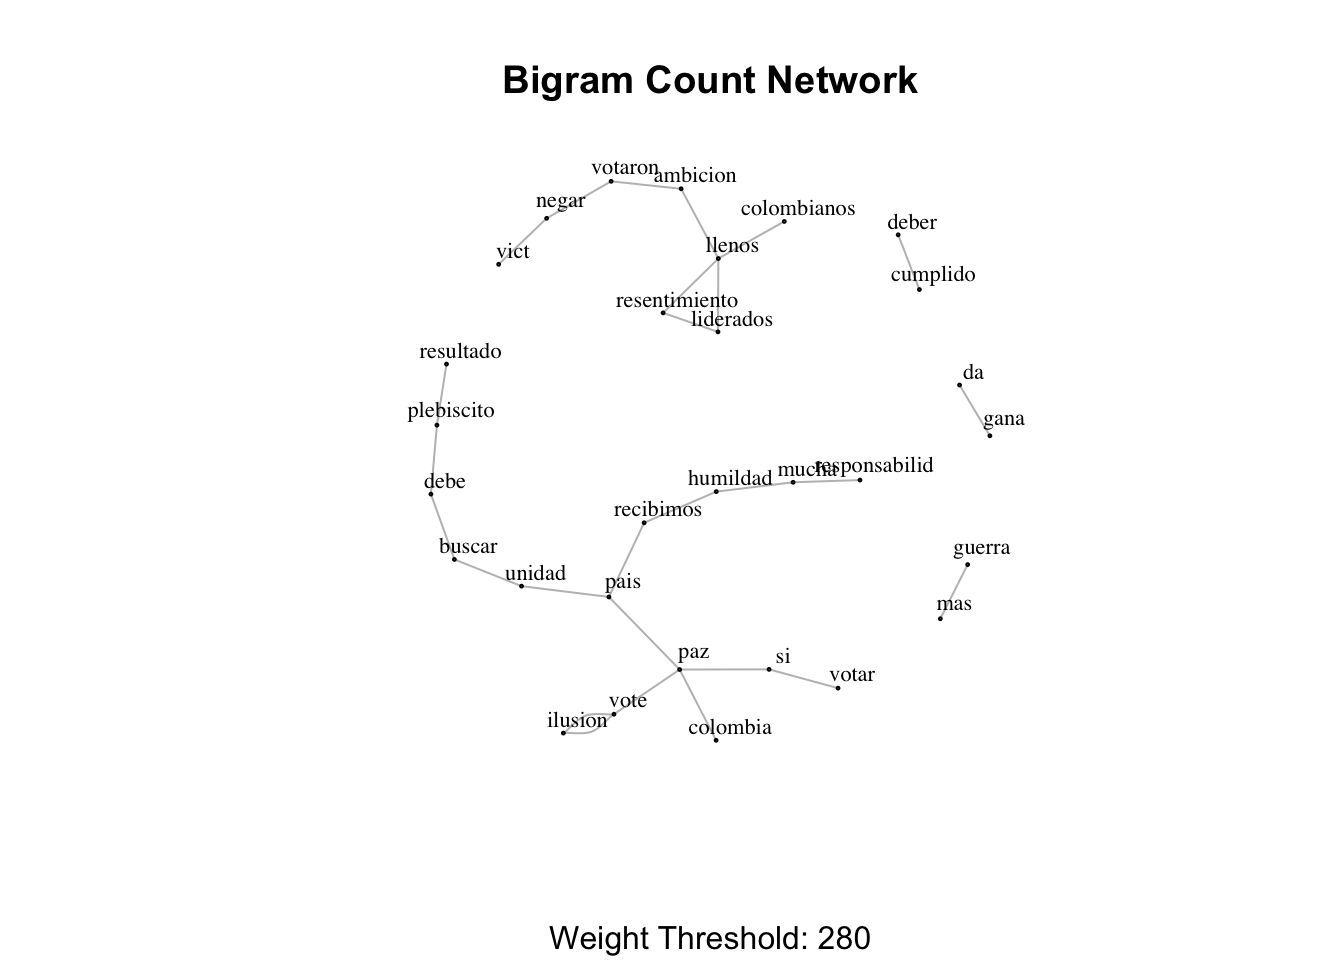 Bigram Count Network
votaron
ambicion
negar
colombianos
deber
vict
llenos
cumplido
resentimiento
liderados
resultado
da
plebiscito
gana
responsabilid
mucha
humildad
debe
recibimos
buscar
guerra
unidad
pais
mas
paz
si
votar
vote
ilusion
colombia
Weight Threshold: 280